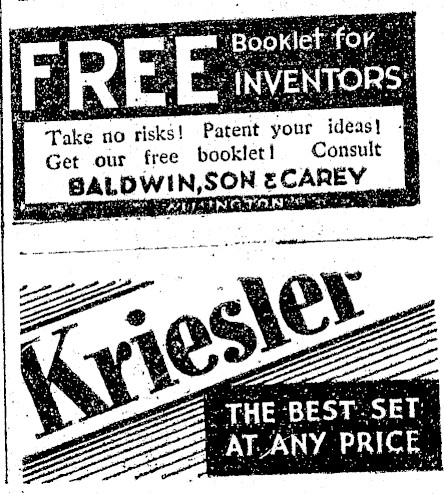 FREE Booklet for
INVENTORS
Take no risks! Patent your ideas!
Get our free booklet! Consult
BALDWIN, SON & CAREY
Kriesler
THE BEST SET
AT ANY PRICE